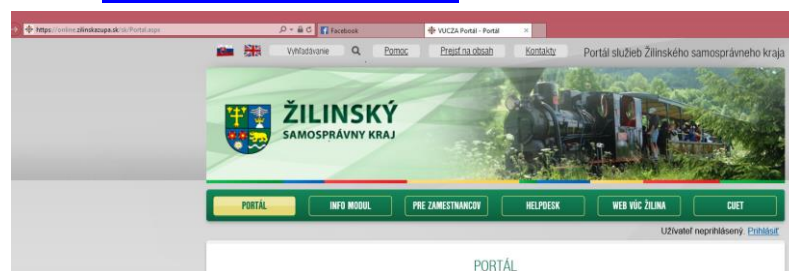 https://online.zilinskazupa.sk/sk/Portal.aspx
Facebook
VUCZA Portál - Portál
Vyhľadávanie Pomoc Prejsť na obsah Kontakty Portál služieb Žilinského samosprávneho kraja
ŽILINSKÝ
SAMOSPRÁVNY KRAJ
PORTÁL INFO MODUL PRE ZAMESTNANCOV HELPDESK WEB VÚC ŽILINA CUET
Užívateľ neprihlásený. Prihlásiť
PORTÁL